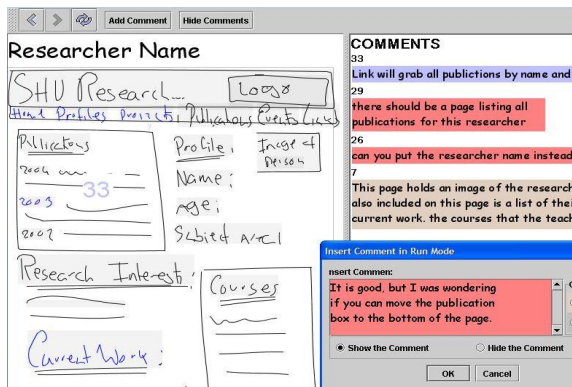 Add Comment
Hide Comments
Researcher Name
SHU Research...
Logo
Home Profiles Projects Publications Events Links
Publications
2004
33
2003
2002
Profile:
Name:
Age:
Subject Area
Image of
Person
Research Interest:
Courses
Current Work:
COMMENTS
33
Link will grab all publictions by name and
29
there should be a page listing all
publications for this researcher
26
can you put the researcher name instead
7
This page holds an image of the research
also included on this page is a list of thei
current work. the courses that the teach
Insert Comment in Run Mode
nsert Commen:
It is good, but I was wondering
if you can move the publication
box to the bottom of the page.
Show the Comment
Hide the Comment
OK
Cancel